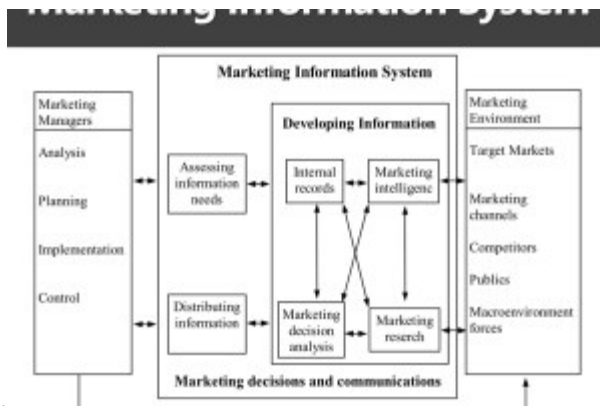 Marketing Information System
Marketing Information System
Marketing
Managers
Analysis
Planning
Implementation
Control
Assessing
information
needs
Distributing
information
Developing Information
Internal
records
Marketing
intelligenc
Marketing
decision
analysis
Marketing
reserch
Marketing decisions and communications
Marketing
Environment
Target Markets
Marketing
channels
Competitors
Publics
Macroenvironment
forces